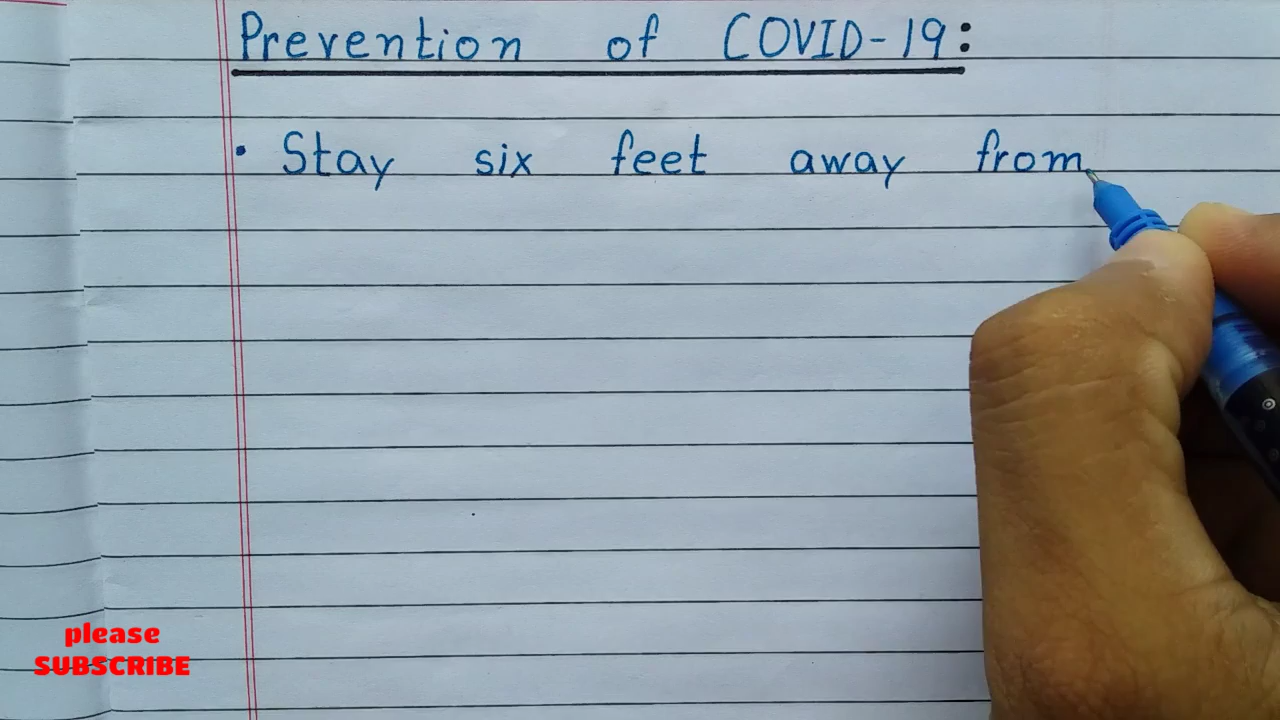 Prevention of COVID-19:
• Stay six feet away from
please
SUBSCRIBE